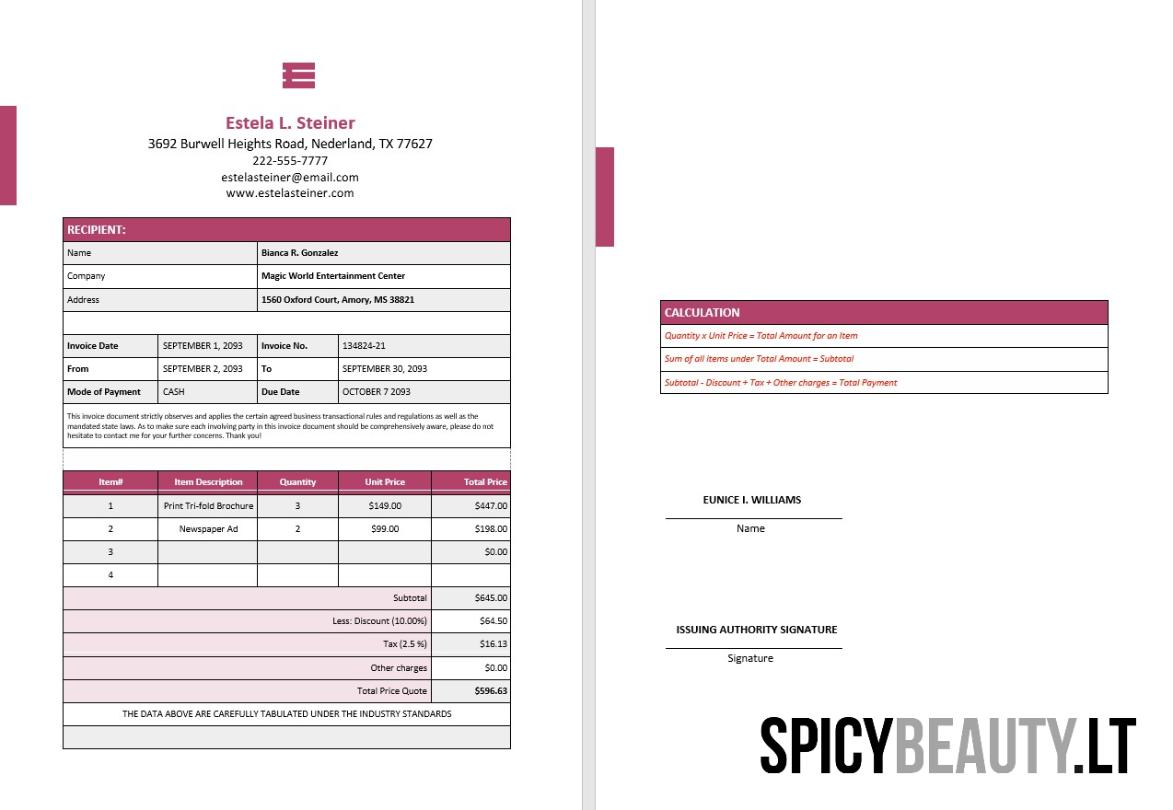 Estela L. Steiner
3692 Burwell Heights Road, Nederland, TX 77627
222-555-7777
estelasteiner@email.com
www.estelasteiner.com
RECIPIENT:
Name Bianca R. Gonzalez
Company Magic World Entertainment Center
Address 1560 Oxford Court, Amory, MS 38821
Invoice Date SEPTEMBER 1, 2093 Invoice No. 134824-21
From SEPTEMBER 2, 2093 To SEPTEMBER 30, 2093
Mode of Payment CASH Due Date OCTOBER 7 2093
This invoice document strictly observes and applies the certain agreed business transactional rules and regulations as well as the
mandated state laws. As to make sure each involving party in this invoice document should be comprehensively aware, please do not
hesitate to contact me for your further concerns. Thank you!
Item# Item Description Quantity Unit Price Total Price
1 Print Tri-fold Brochure 3 $149.00 $447.00
2 Newspaper Ad 2 $99.00 $198.00
3 $0.00
4
Subtotal $645.00
Less: Discount (10.00%) $64.50
Tax (2.5 %) $16.13
Other charges $0.00
Total Price Quote $596.63
THE DATA ABOVE ARE CAREFULLY TABULATED UNDER THE INDUSTRY STANDARDS
CALCULATION
Quantity x Unit Price = Total Amount for an Item
Sum of all items under Total Amount = Subtotal
Subtotal - Discount + Tax + Other charges = Total Payment
EUNICE I. WILLIAMS
Name
ISSUING AUTHORITY SIGNATURE
Signature
SPICYBEAUTY.LT